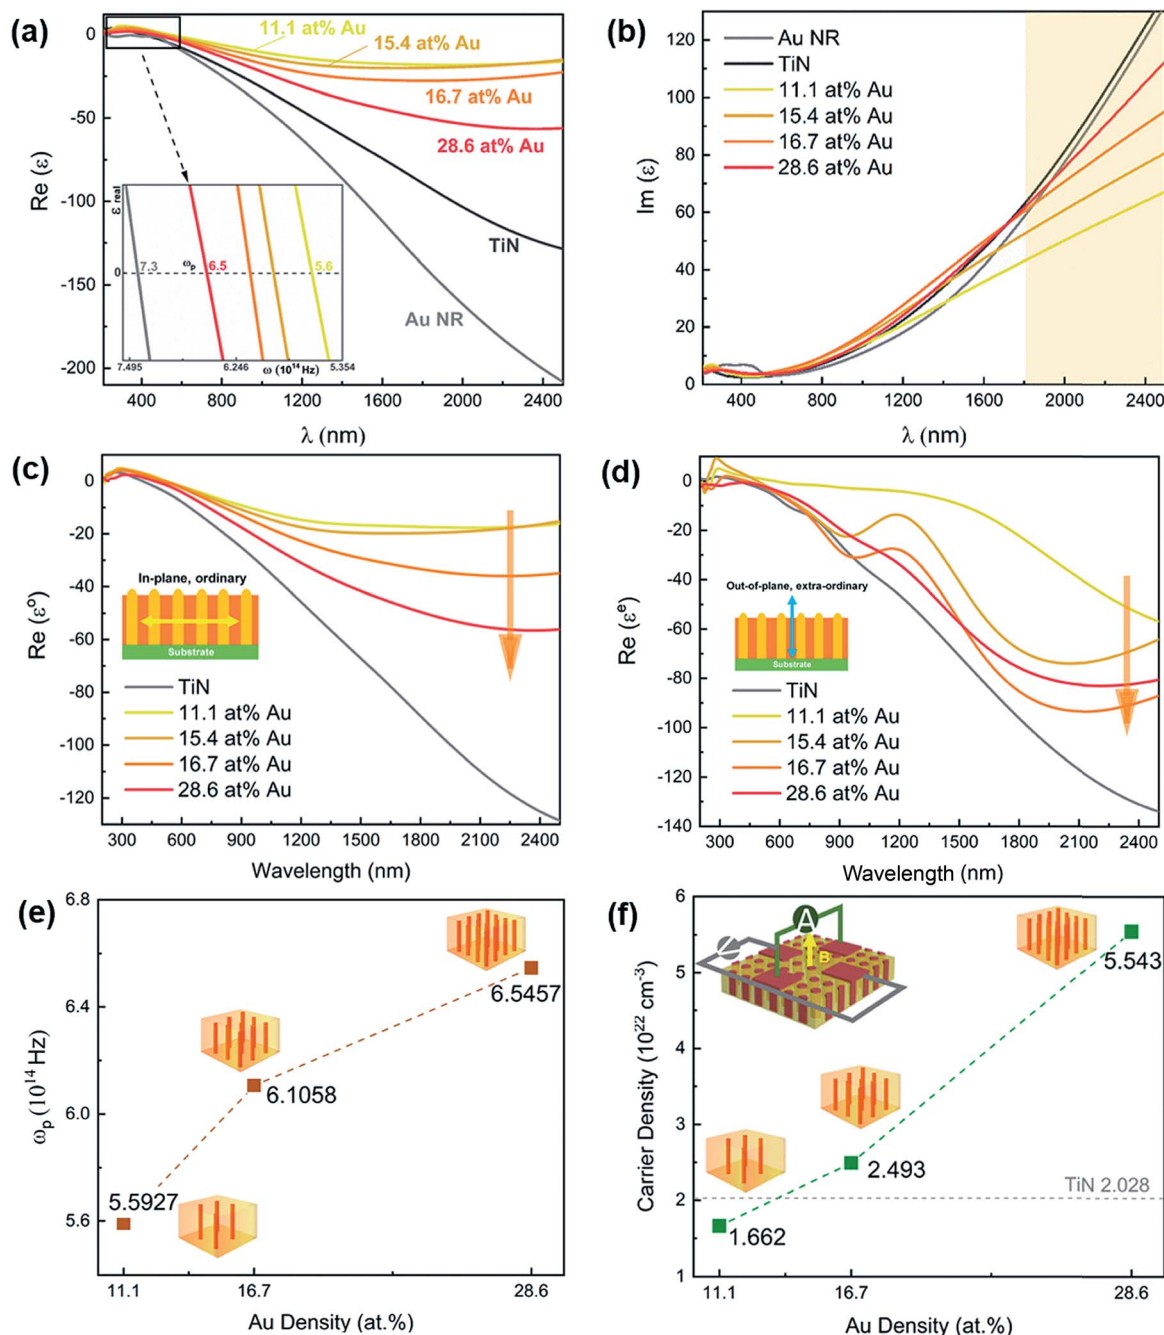 (a)
0
-50
-100
-150
-200
Re (ε)
11.1 at% Au
15.4 at% Au
16.7 at% Au
28.6 at% Au
TiN
Au NR
ε real
0
7.3
ωp
6.5
5.6
7.495
6.246
ω (10¹⁴ Hz)
5.354
400 800 1200 1600 2000 2400
λ (nm)
(b)
120
100
80
60
40
20
0
Im (ε)
Au NR
TiN
11.1 at% Au
15.4 at% Au
16.7 at% Au
28.6 at% Au
400 800 1200 1600 2000 2400
λ (nm)
(c)
0
-20
-40
-60
-80
-100
-120
Re (εᵒ)
In-plane, ordinary
Substrate
TiN
11.1 at% Au
15.4 at% Au
16.7 at% Au
28.6 at% Au
300 600 900 1200 1500 1800 2100 2400
Wavelength (nm)
(d)
0
-20
-40
-60
-80
-100
-120
-140
Re (εᵉ)
Out-of-plane, extra-ordinary
Substrate
TiN
11.1 at% Au
15.4 at% Au
16.7 at% Au
28.6 at% Au
300 600 900 1200 1500 1800 2100 2400
Wavelength (nm)
(e)
6.8
6.4
6.0
5.6
ωp (10¹⁴ Hz)
6.5457
6.1058
5.5927
11.1 16.7 28.6
Au Density (at.%)
(f)
6
5
4
3
2
1
Carrier Density (10²² cm⁻³)
A
B
5.543
2.493
TiN 2.028
1.662
11.1 16.7 28.6
Au Density (at.%)